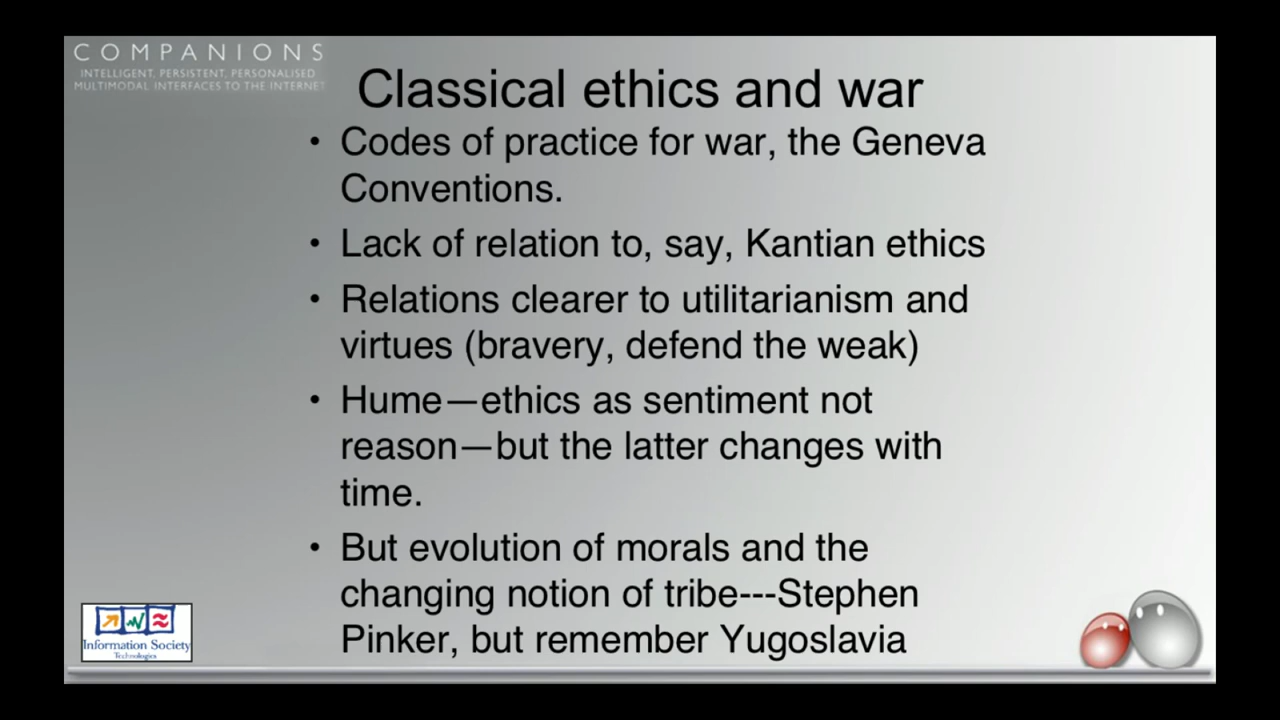 COMPANIONS
INTELLIGENT, PERSISTENT, PERSONALISED
MULTIMODAL INTERFACES TO THE INTERNET
Classical ethics and war
• Codes of practice for war, the Geneva
Conventions.
• Lack of relation to, say, Kantian ethics
• Relations clearer to utilitarianism and
virtues (bravery, defend the weak)
• Hume—ethics as sentiment not
reason—but the latter changes with
time.
• But evolution of morals and the
changing notion of tribe---Stephen
Pinker, but remember Yugoslavia
Information Society
Technologies